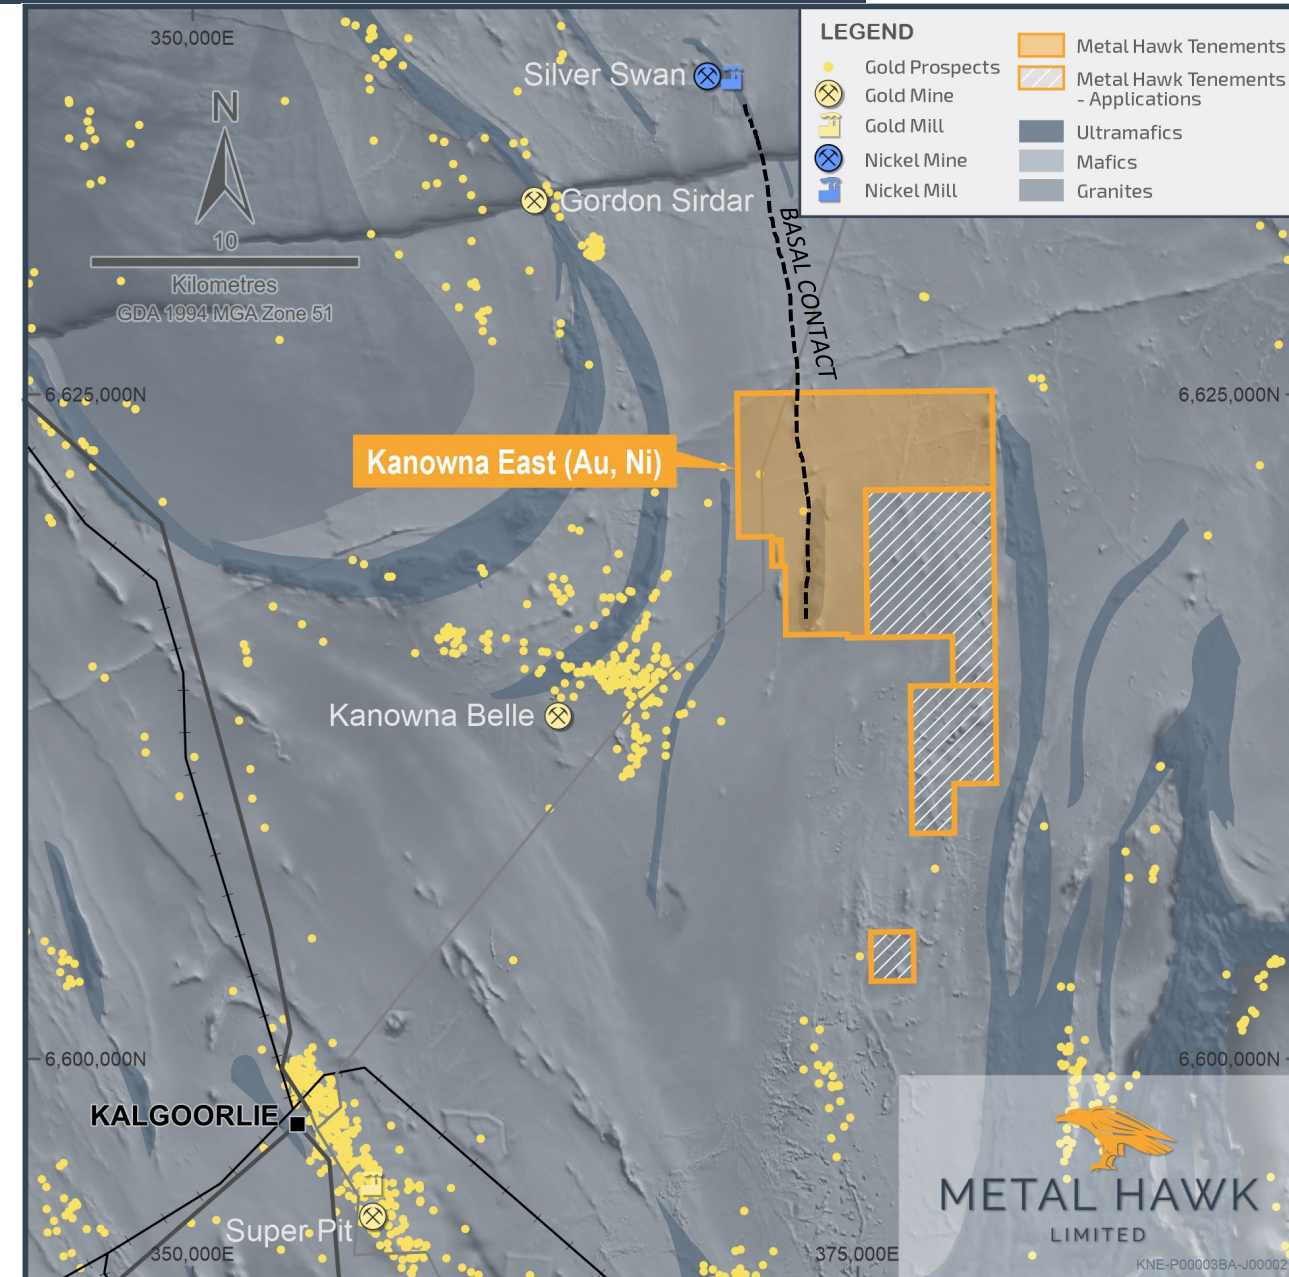 350,000E
N
10
Kilometres
GDA 1994 MGA Zone 51
Silver Swan
Gordon Sirdar
BASAL CONTACT
LEGEND
Gold Prospects
Gold Mine
Gold Mill
Nickel Mine
Nickel Mill
Metal Hawk Tenements
Metal Hawk Tenements
- Applications
Ultramafics
Mafics
Granites
6,625,000N
6,625,000N
Kanowna East (Au, Ni)
Kanowna Belle
6,600,000N
6,600,000N
KALGOORLIE
Super Pit
350,000E
375,000E
METAL HAWK
LIMITED
KNE-P00003BA-J00002